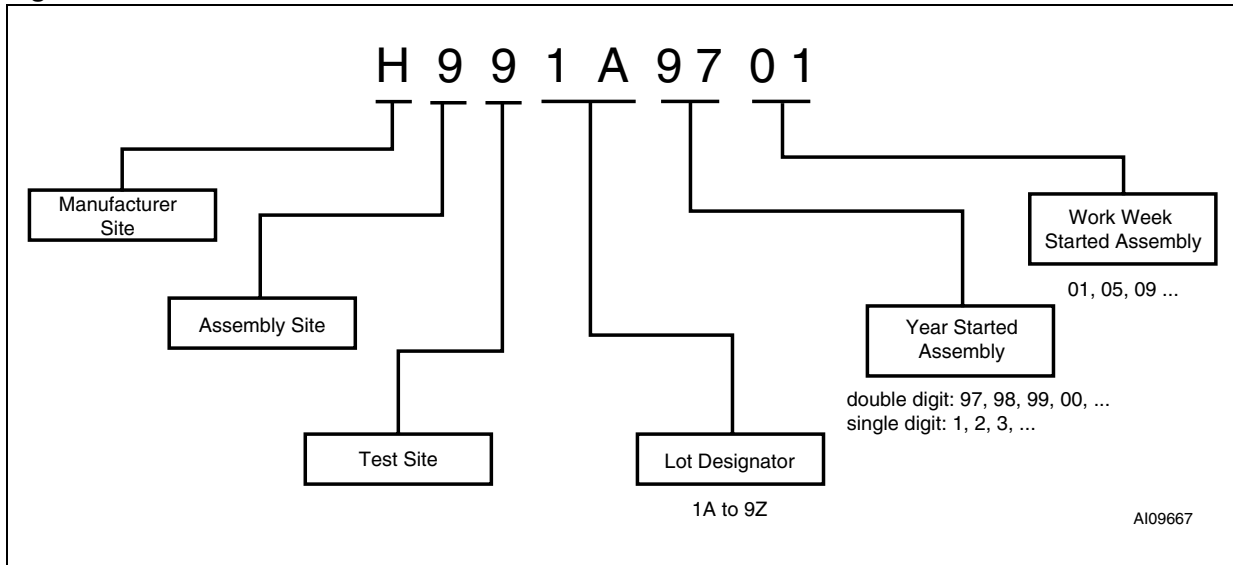 H 9 9 1 A 9 7 0 1
Manufacturer
Site
Work Week
Started Assembly
01, 05, 09 ...
Assembly Site
Year Started
Assembly
double digit: 97, 98, 99, 00, ...
single digit: 1, 2, 3, ...
Test Site
Lot Designator
1A to 9Z
AI09667